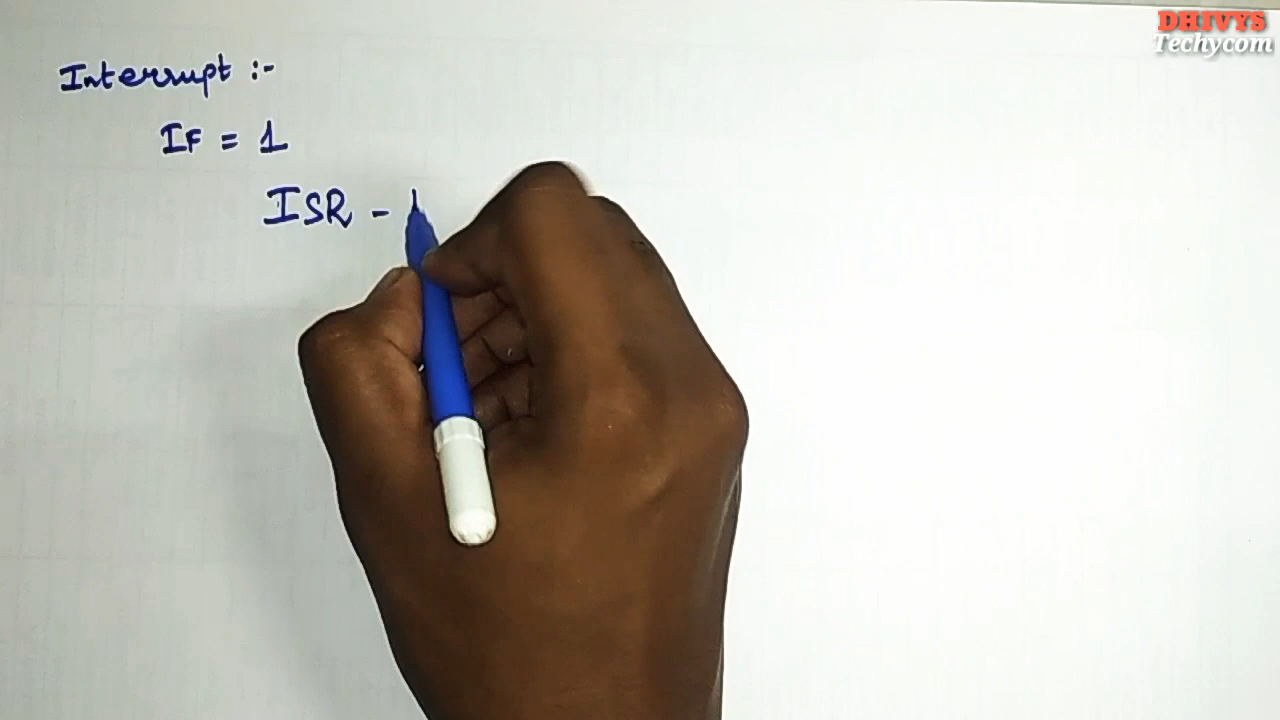 DHIVYS
Techycom
Interrupt :-
IF = 1
ISR -